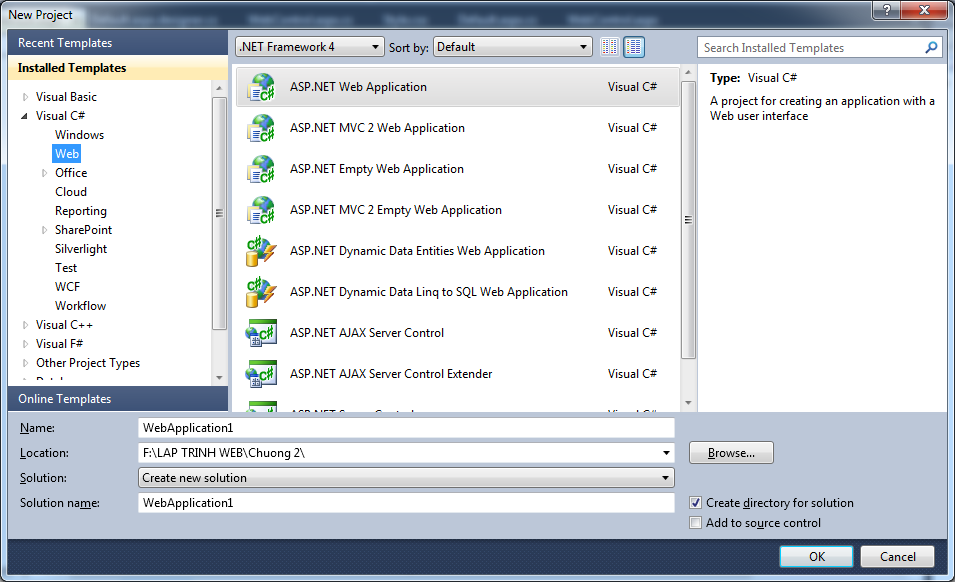 New Project
Recent Templates
.NET Framework 4 Sort by: Default Search Installed Templates
Installed Templates
Visual Basic
Visual C#
Windows
Web
Office
Cloud
Reporting
SharePoint
Silverlight
Test
WCF
Workflow
Visual C++
Visual F#
Other Project Types
Online Templates
ASP.NET Web Application Visual C#
ASP.NET MVC 2 Web Application Visual C#
ASP.NET Empty Web Application Visual C#
ASP.NET MVC 2 Empty Web Application Visual C#
ASP.NET Dynamic Data Entities Web Application Visual C#
ASP.NET Dynamic Data Linq to SQL Web Application Visual C#
ASP.NET AJAX Server Control Visual C#
ASP.NET AJAX Server Control Extender Visual C#
Type: Visual C#
A project for creating an application with a
Web user interface
Name: WebApplication1
Location: F:\LAP TRINH WEB\Chuong 2\ Browse...
Solution: Create new solution
Solution name: WebApplication1
Create directory for solution
Add to source control
OK Cancel